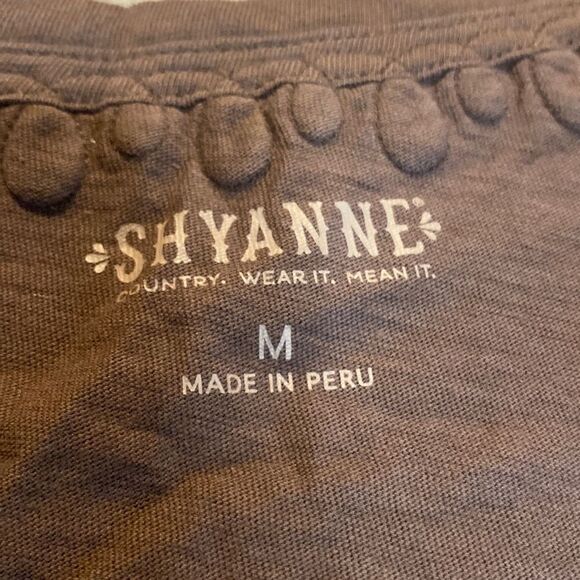 SHYANNE
COUNTRY. WEAR IT. MEAN IT.
M
MADE IN PERU